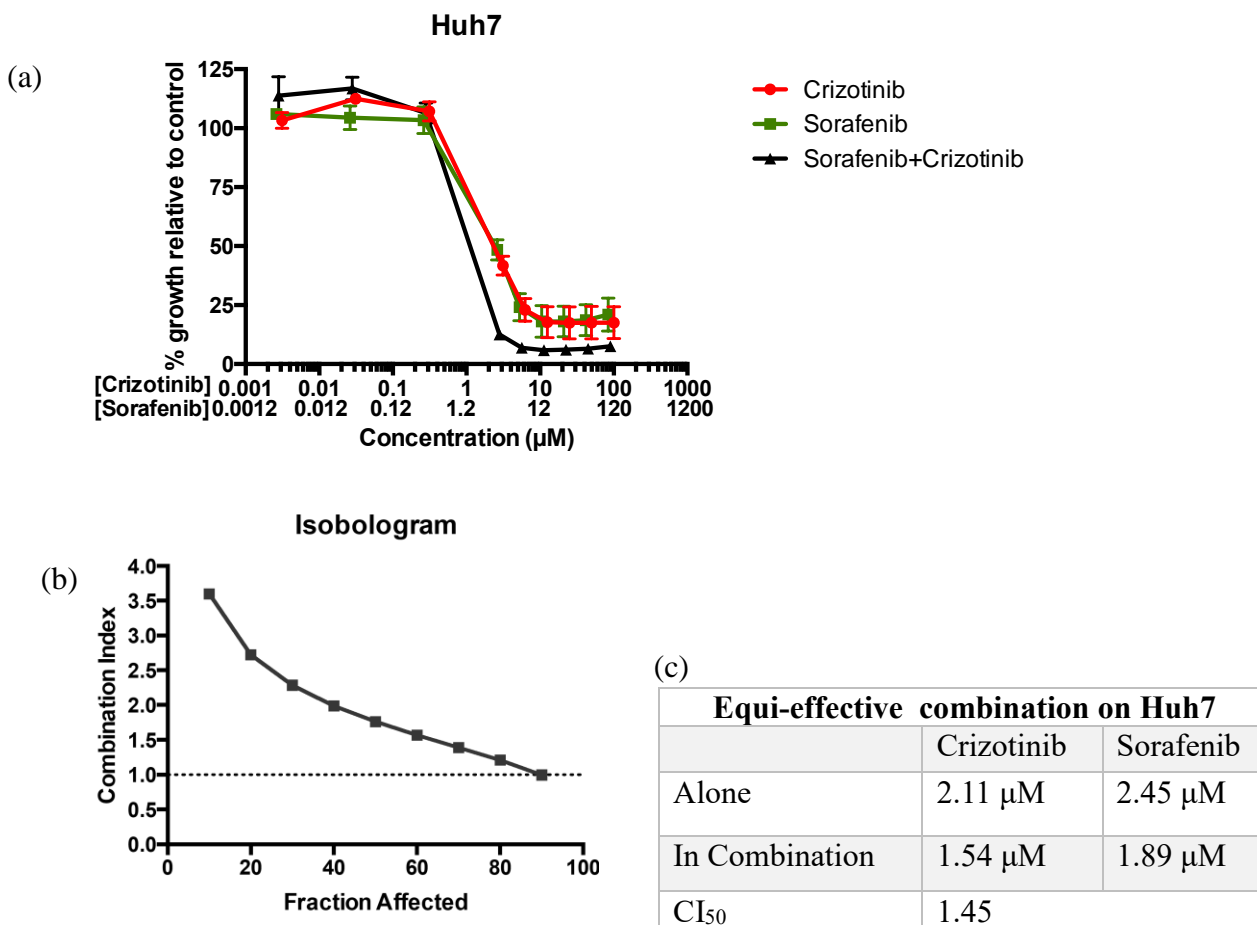 Huh7
(a)
% growth relative to control
125
100
75
50
25
0
Crizotinib
Sorafenib
Sorafenib+Crizotinib
[Crizotinib] 0.001 0.01 0.1 1 10 100 1000
[Sorafenib] 0.0012 0.012 0.12 1.2 12 120 1200
Concentration (µM)
Isobologram
(b)
Combination Index
4.0
3.5
3.0
2.5
2.0
1.5
1.0
0.5
0.0
0 20 40 60 80 100
Fraction Affected
(c)
Equi-effective combination on Huh7
Crizotinib Sorafenib
Alone 2.11 µM 2.45 µM
In Combination 1.54 µM 1.89 µM
CI50 1.45